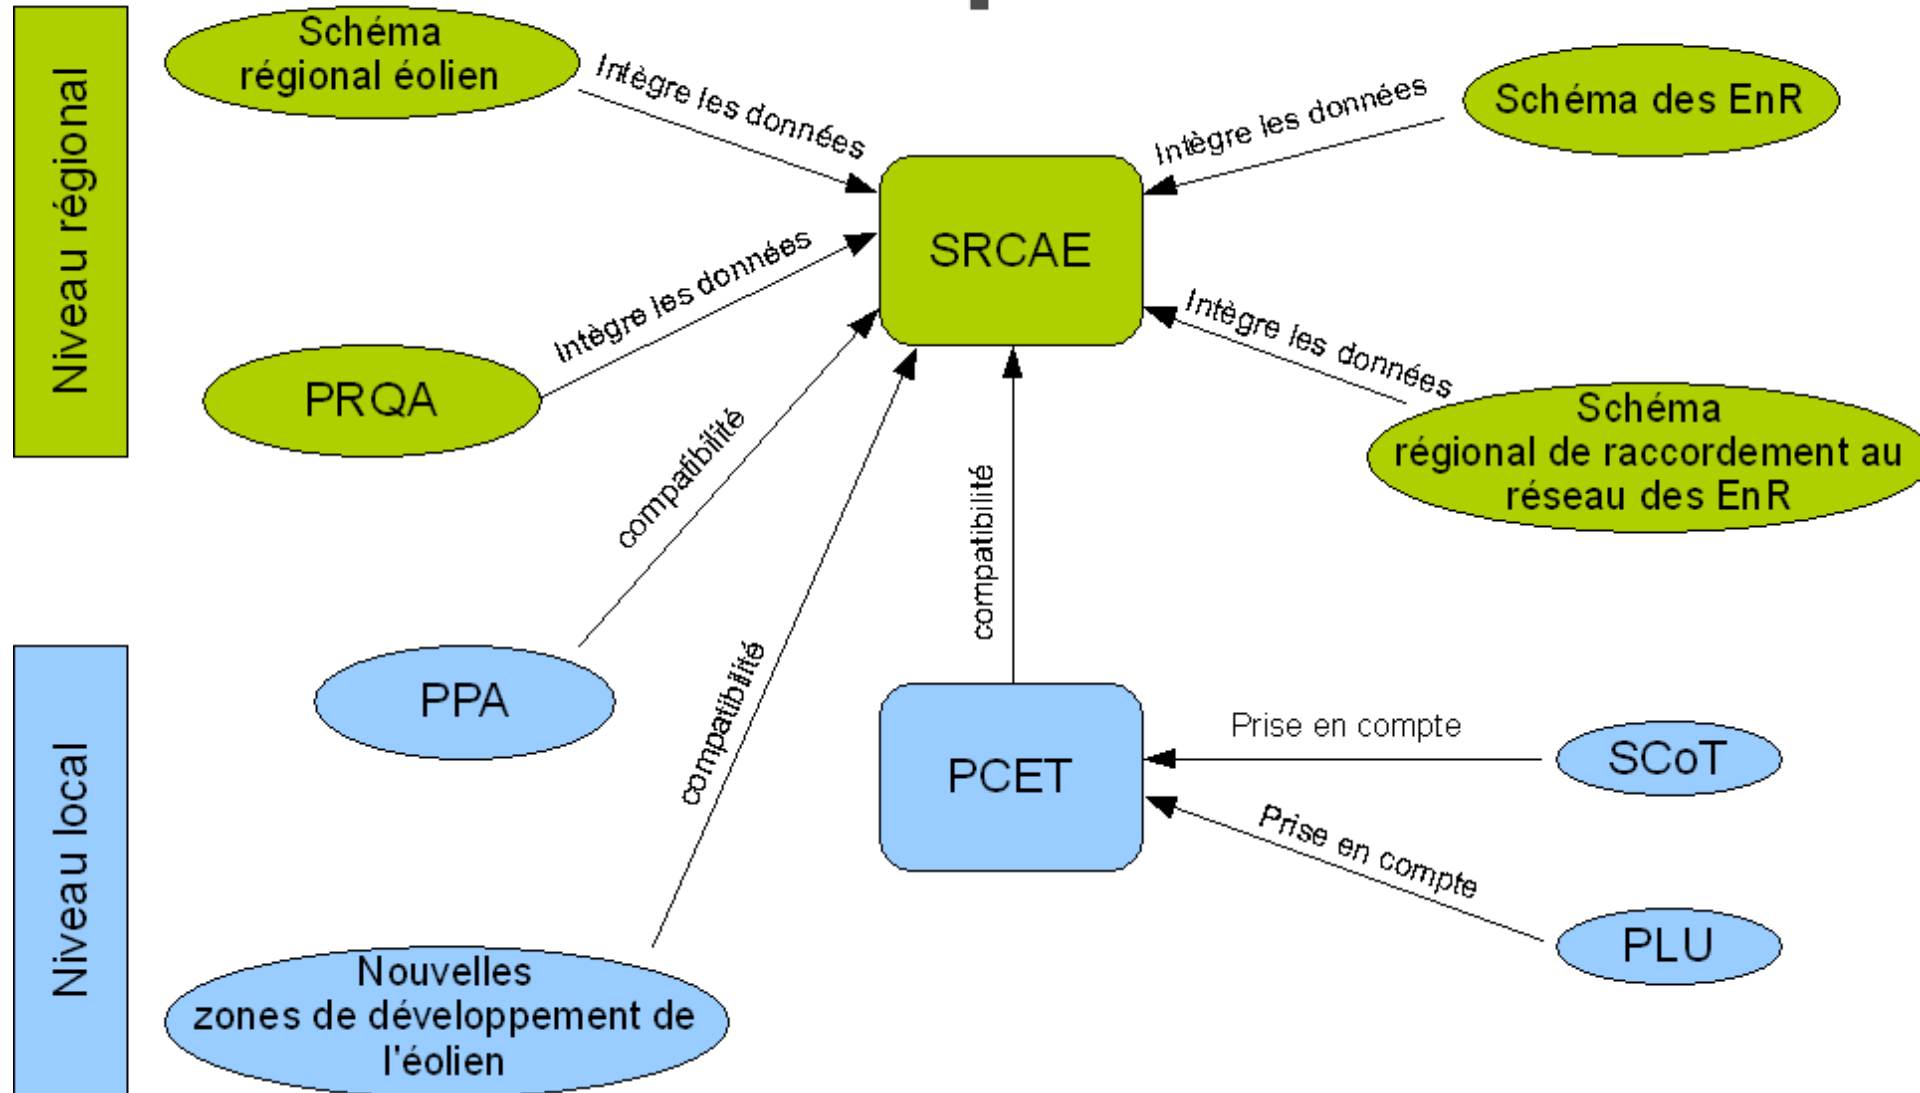 Niveau régional
Schéma
régional éolien
Intègre les données
Intègre les données
Schéma des EnR
SRCAE
Intègre les données
PRQA
Intègre les données
Schéma
régional de raccordement au
réseau des EnR
compatibilité
compatibilité
compatibilité
Niveau local
PPA
PCET
Prise en compte
SCoT
Prise en compte
PLU
Nouvelles
zones de développement de
l'éolien